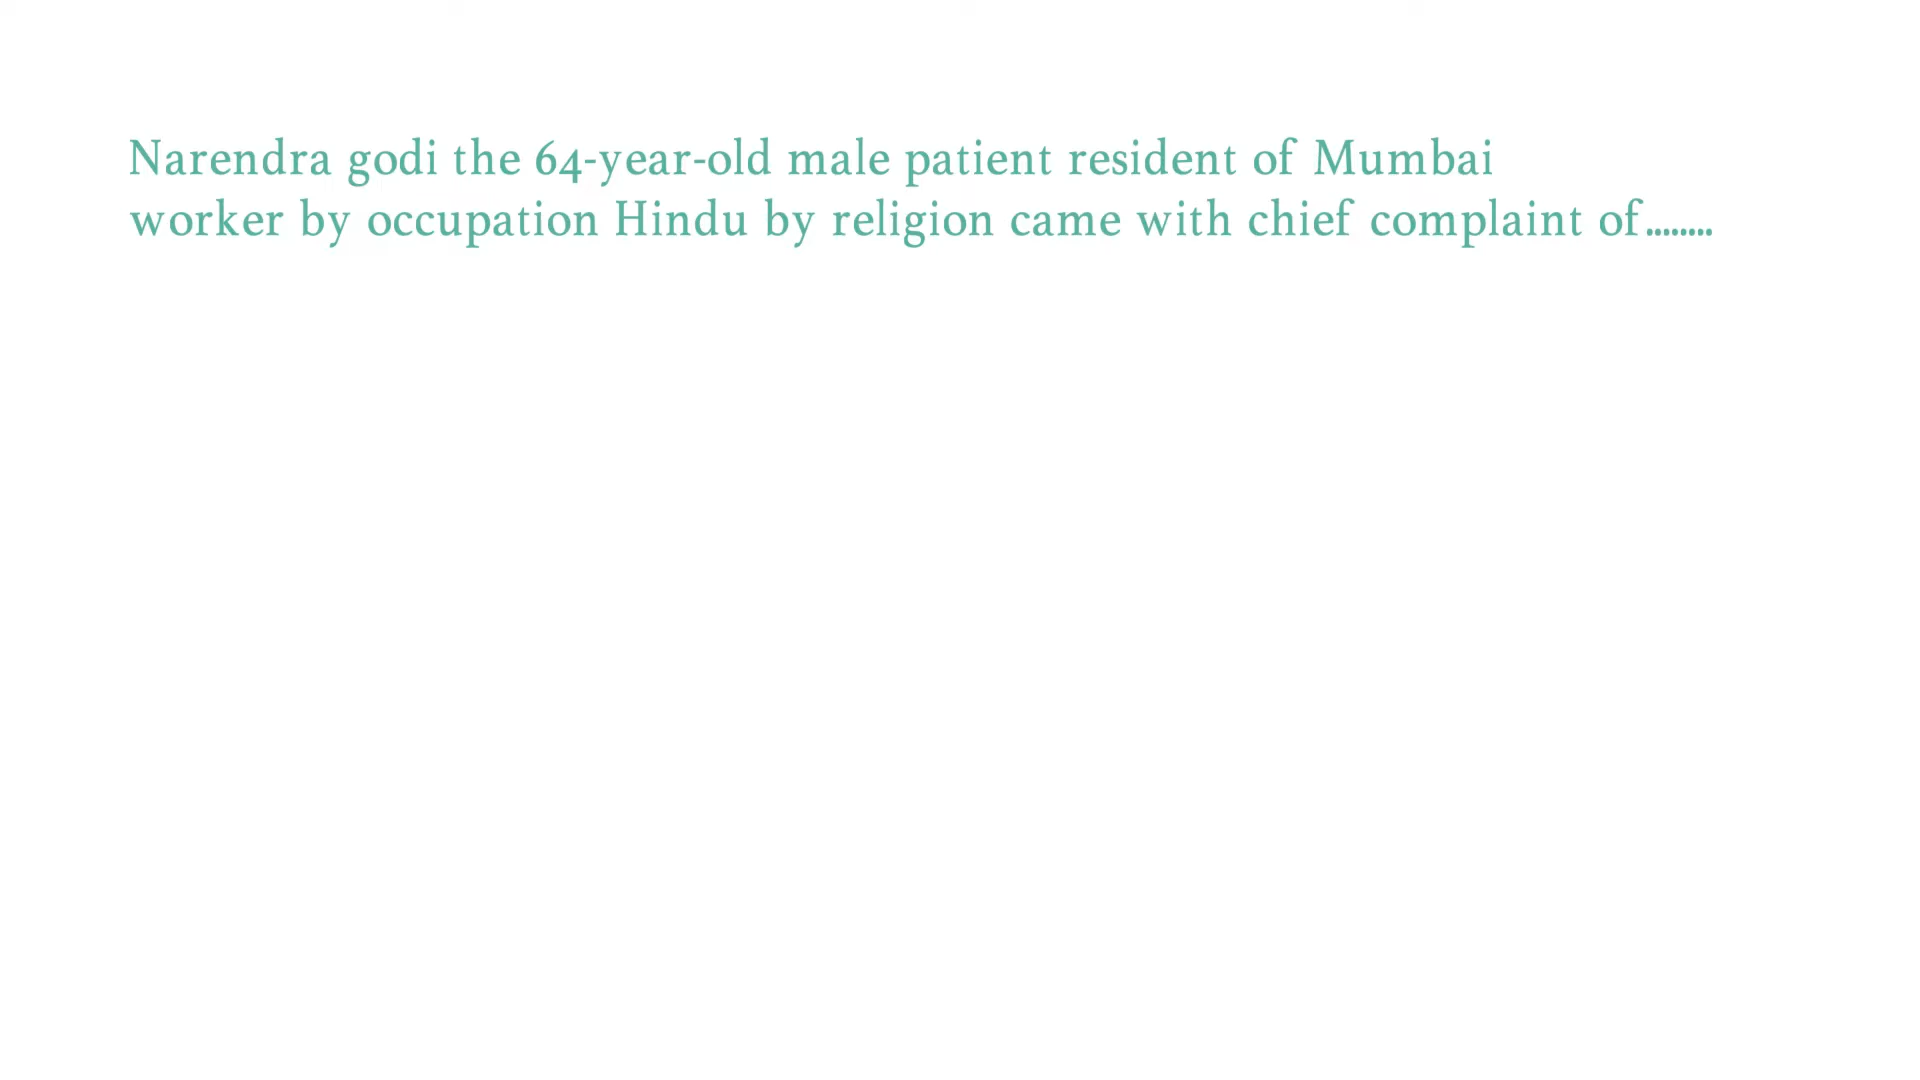 Narendra godi the 64-year-old male patient resident of Mumbai
worker by occupation Hindu by religion came with chief complaint of........